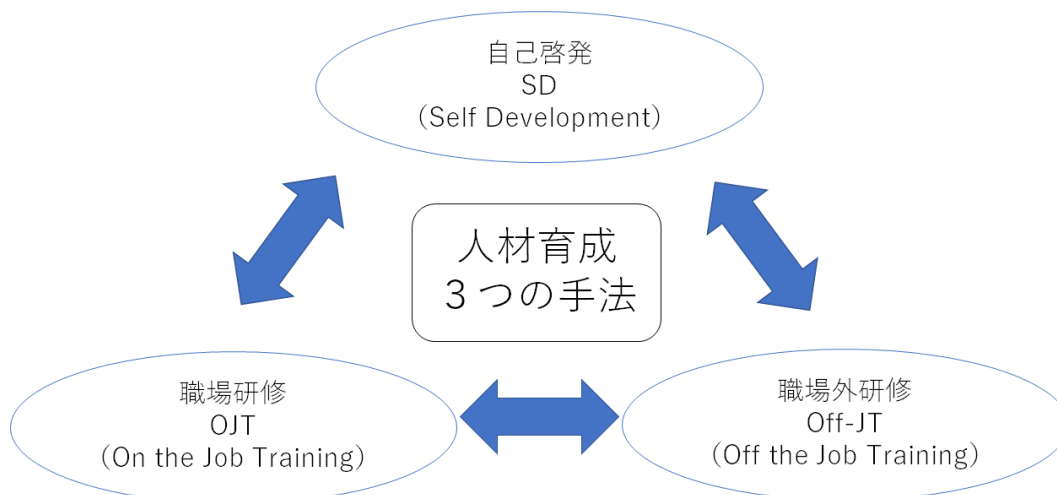 自己啓発
SD
（Self Development）
人材育成
３つの手法
職場研修
OJT
（On the Job Training）
職場外研修
Off-JT
（Off the Job Training）